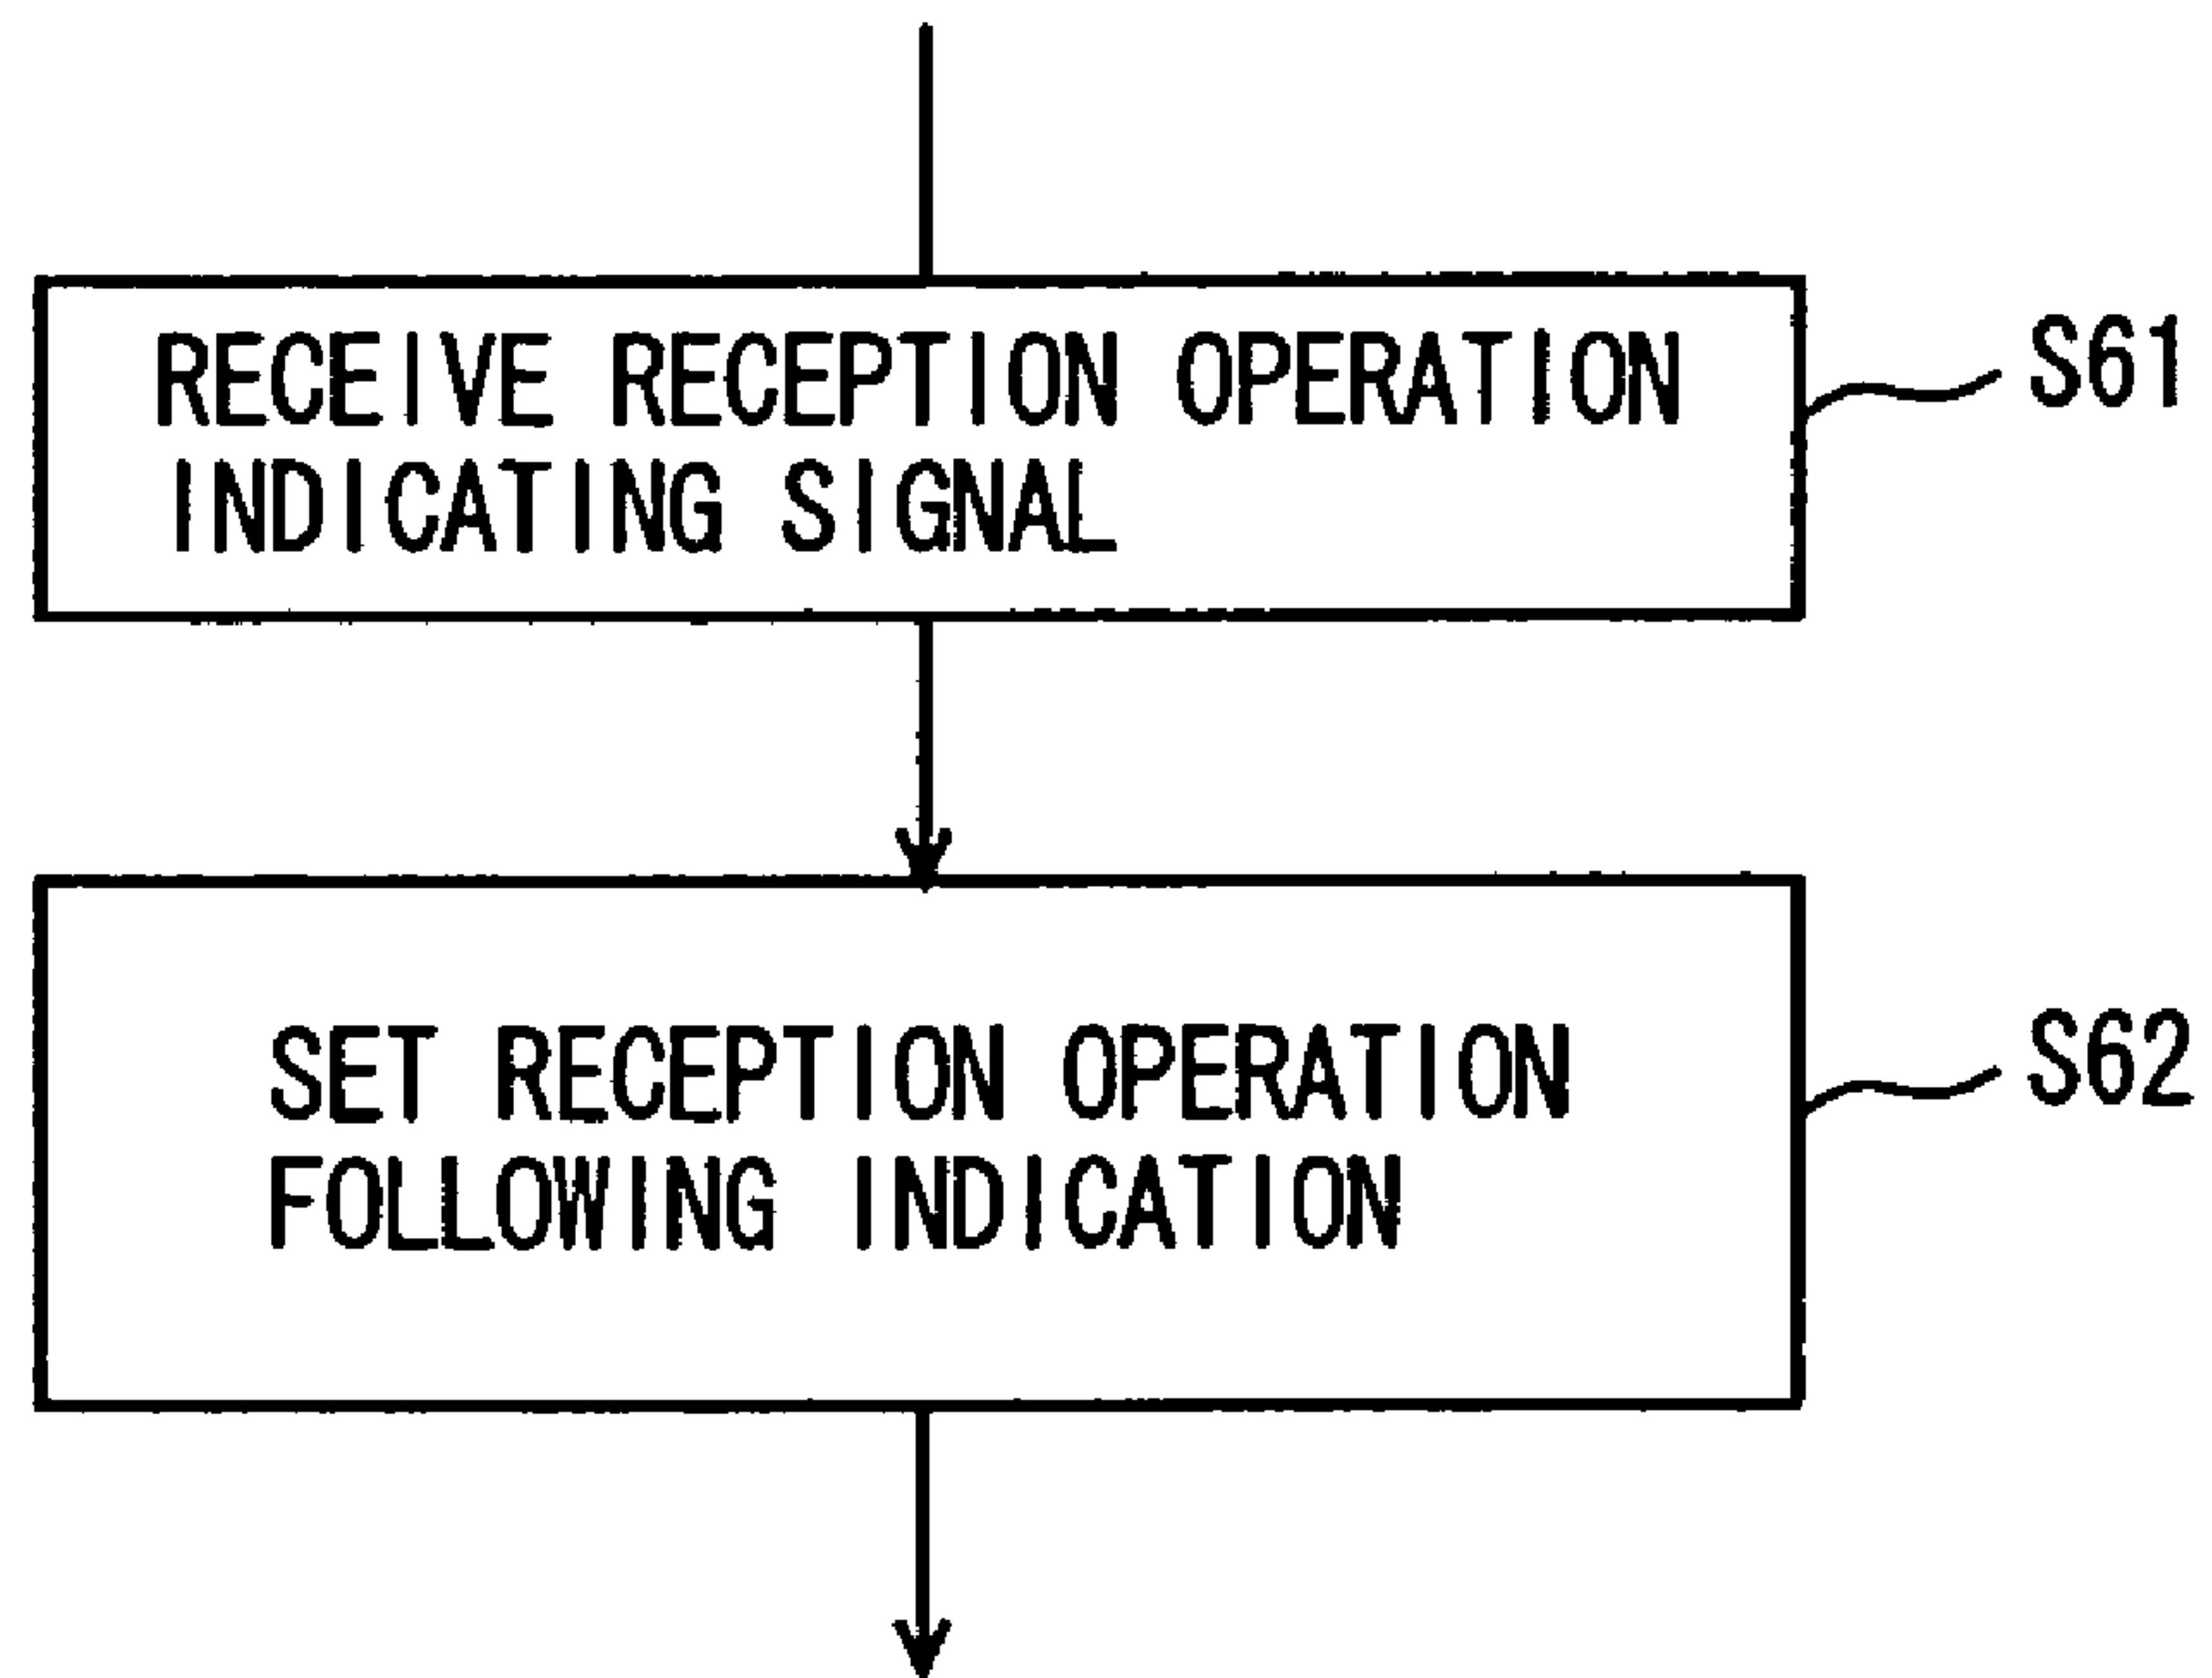 RECEIVE RECEPTION OPERATION
INDICATING SIGNAL
S61
SET RECEPTION OPERATION
FOLLOWING INDICATION
S62